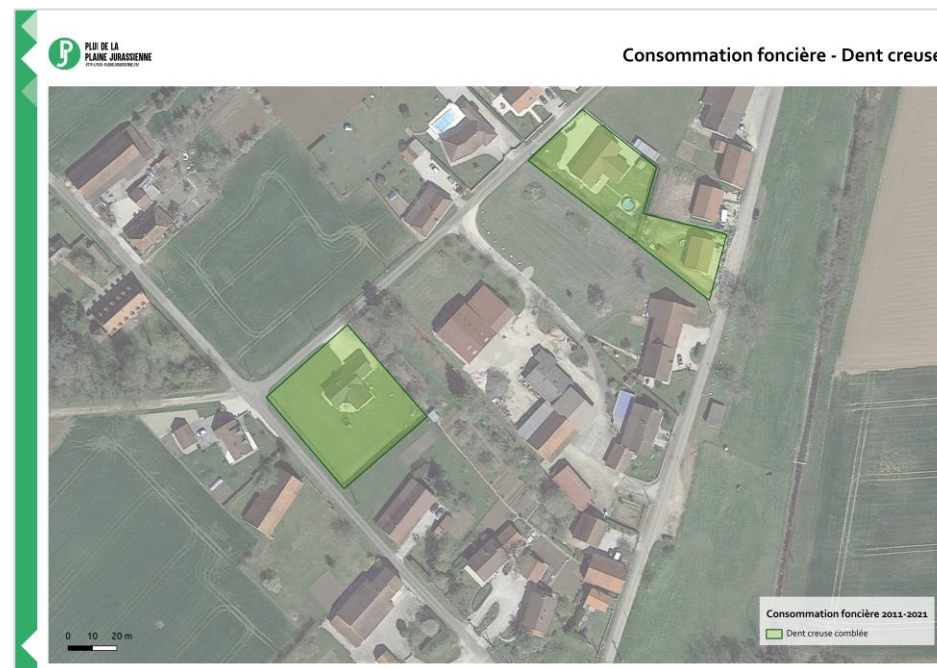 PLUI DE LA
PLAINE JURASSIENNE
Consommation foncière - Dent creuse
0 10 20 m
Consommation foncière 2011-2021
Dent creuse comblée